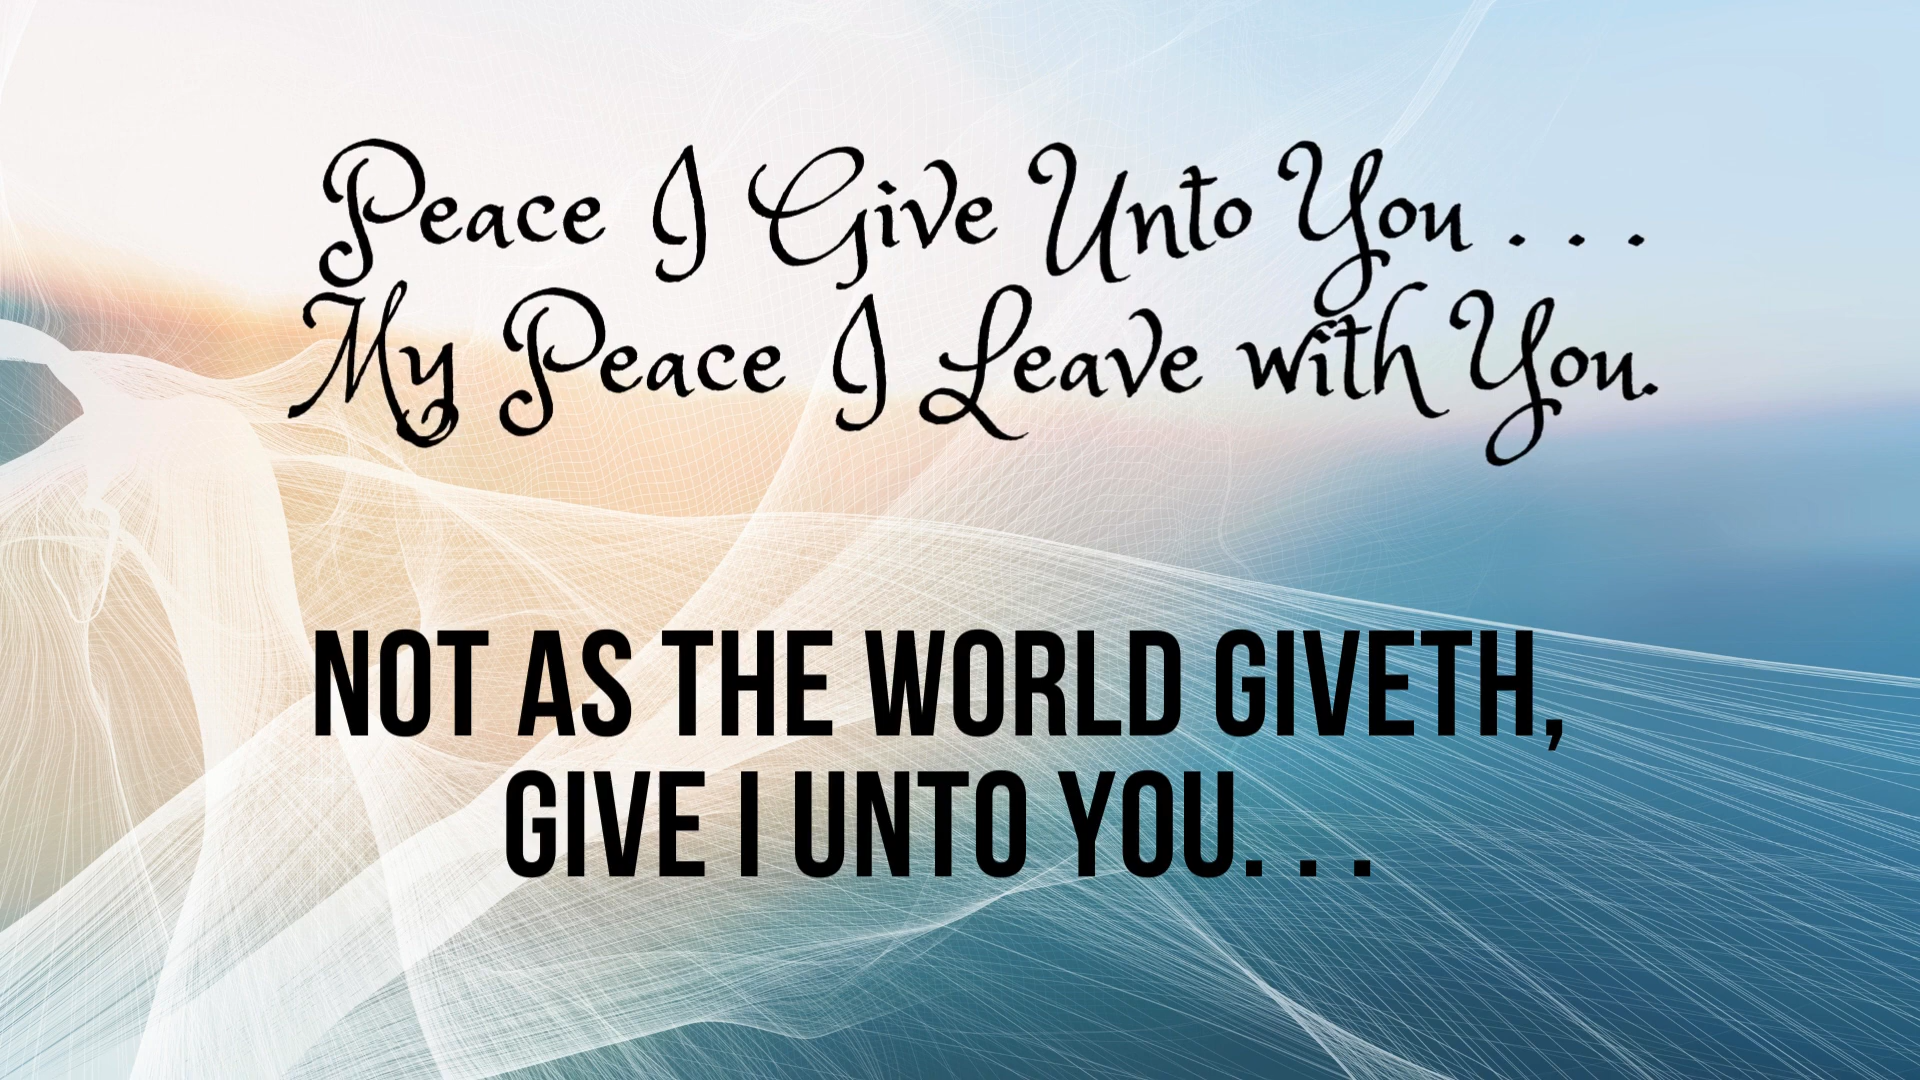 Peace I Give Unto You . . .
My Peace I Leave with You.
NOT AS THE WORLD GIVETH,
GIVE I UNTO YOU. . .